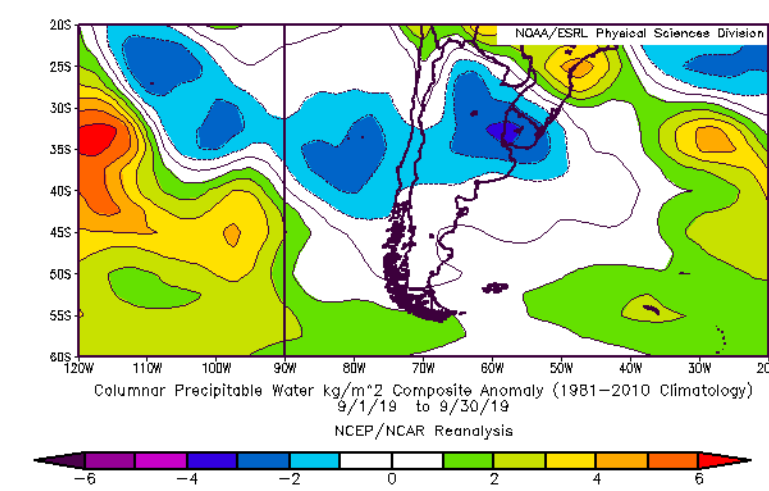 NOAA/ESRL Physical Sciences Division
20S
25S
30S
35S
40S
45S
50S
55S
60S
120W 110W 100W 90W 80W 70W 60W 50W 40W 30W 20
Columnar Precipitable Water kg/m^2 Composite Anomaly (1981-2010 Climatology)
9/1/19 to 9/30/19
NCEP/NCAR Reanalysis
-6 -4 -2 0 2 4 6